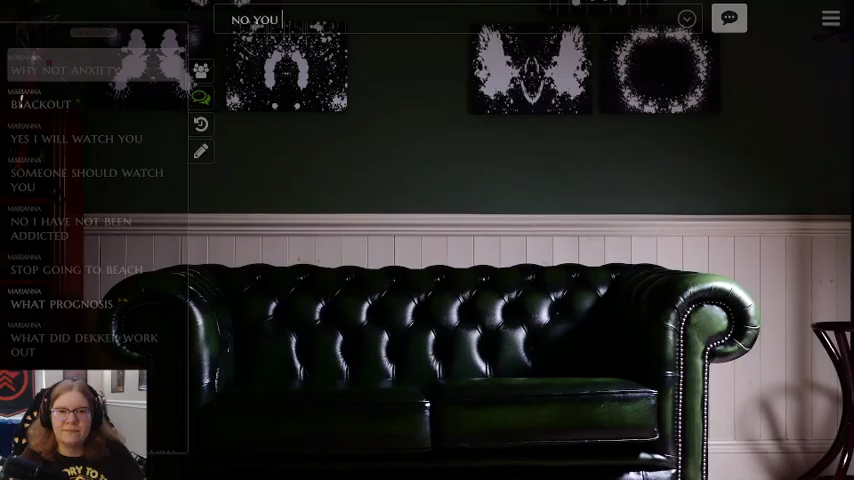 NO YOU
MARIANNA
WHY NOT ANXIETY
MARIANNA
BLACKOUT
MARIANNA
YES I WILL WATCH YOU
MARIANNA
SOMEONE SHOULD WATCH
YOU
MARIANNA
NO I HAVE NOT BEEN
ADDICTED
MARIANNA
STOP GOING TO BEACH
MARIANNA
WHAT PROGNOSIS
MARIANNA
WHAT DID DEKKER WORK
OUT